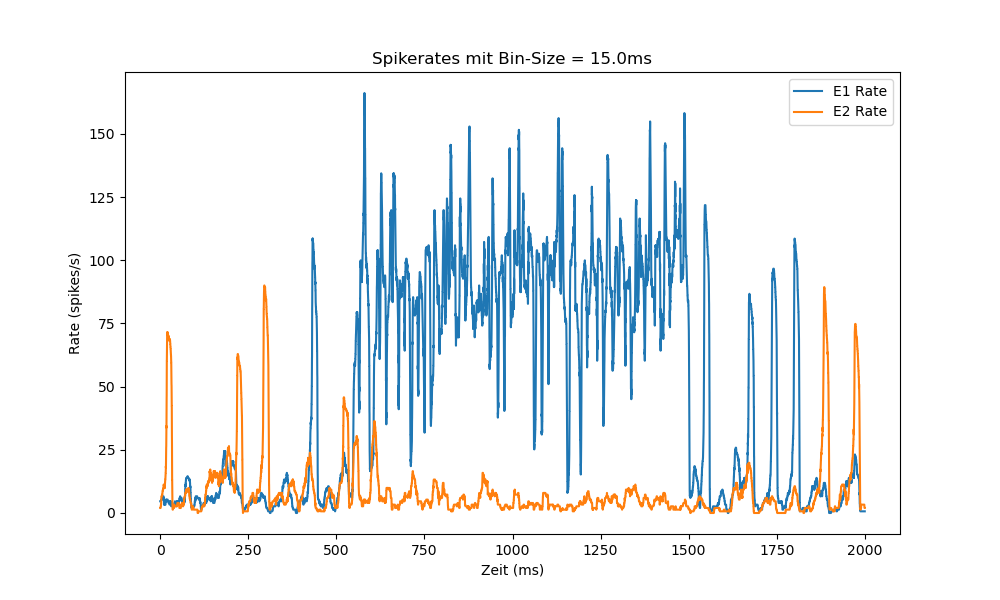 Spikerates mit Bin-Size = 15.0ms
E1 Rate
E2 Rate
150
125
100
75
50
25
0
Rate (spikes/s)
0 250 500 750 1000 1250 1500 1750 2000
Zeit (ms)